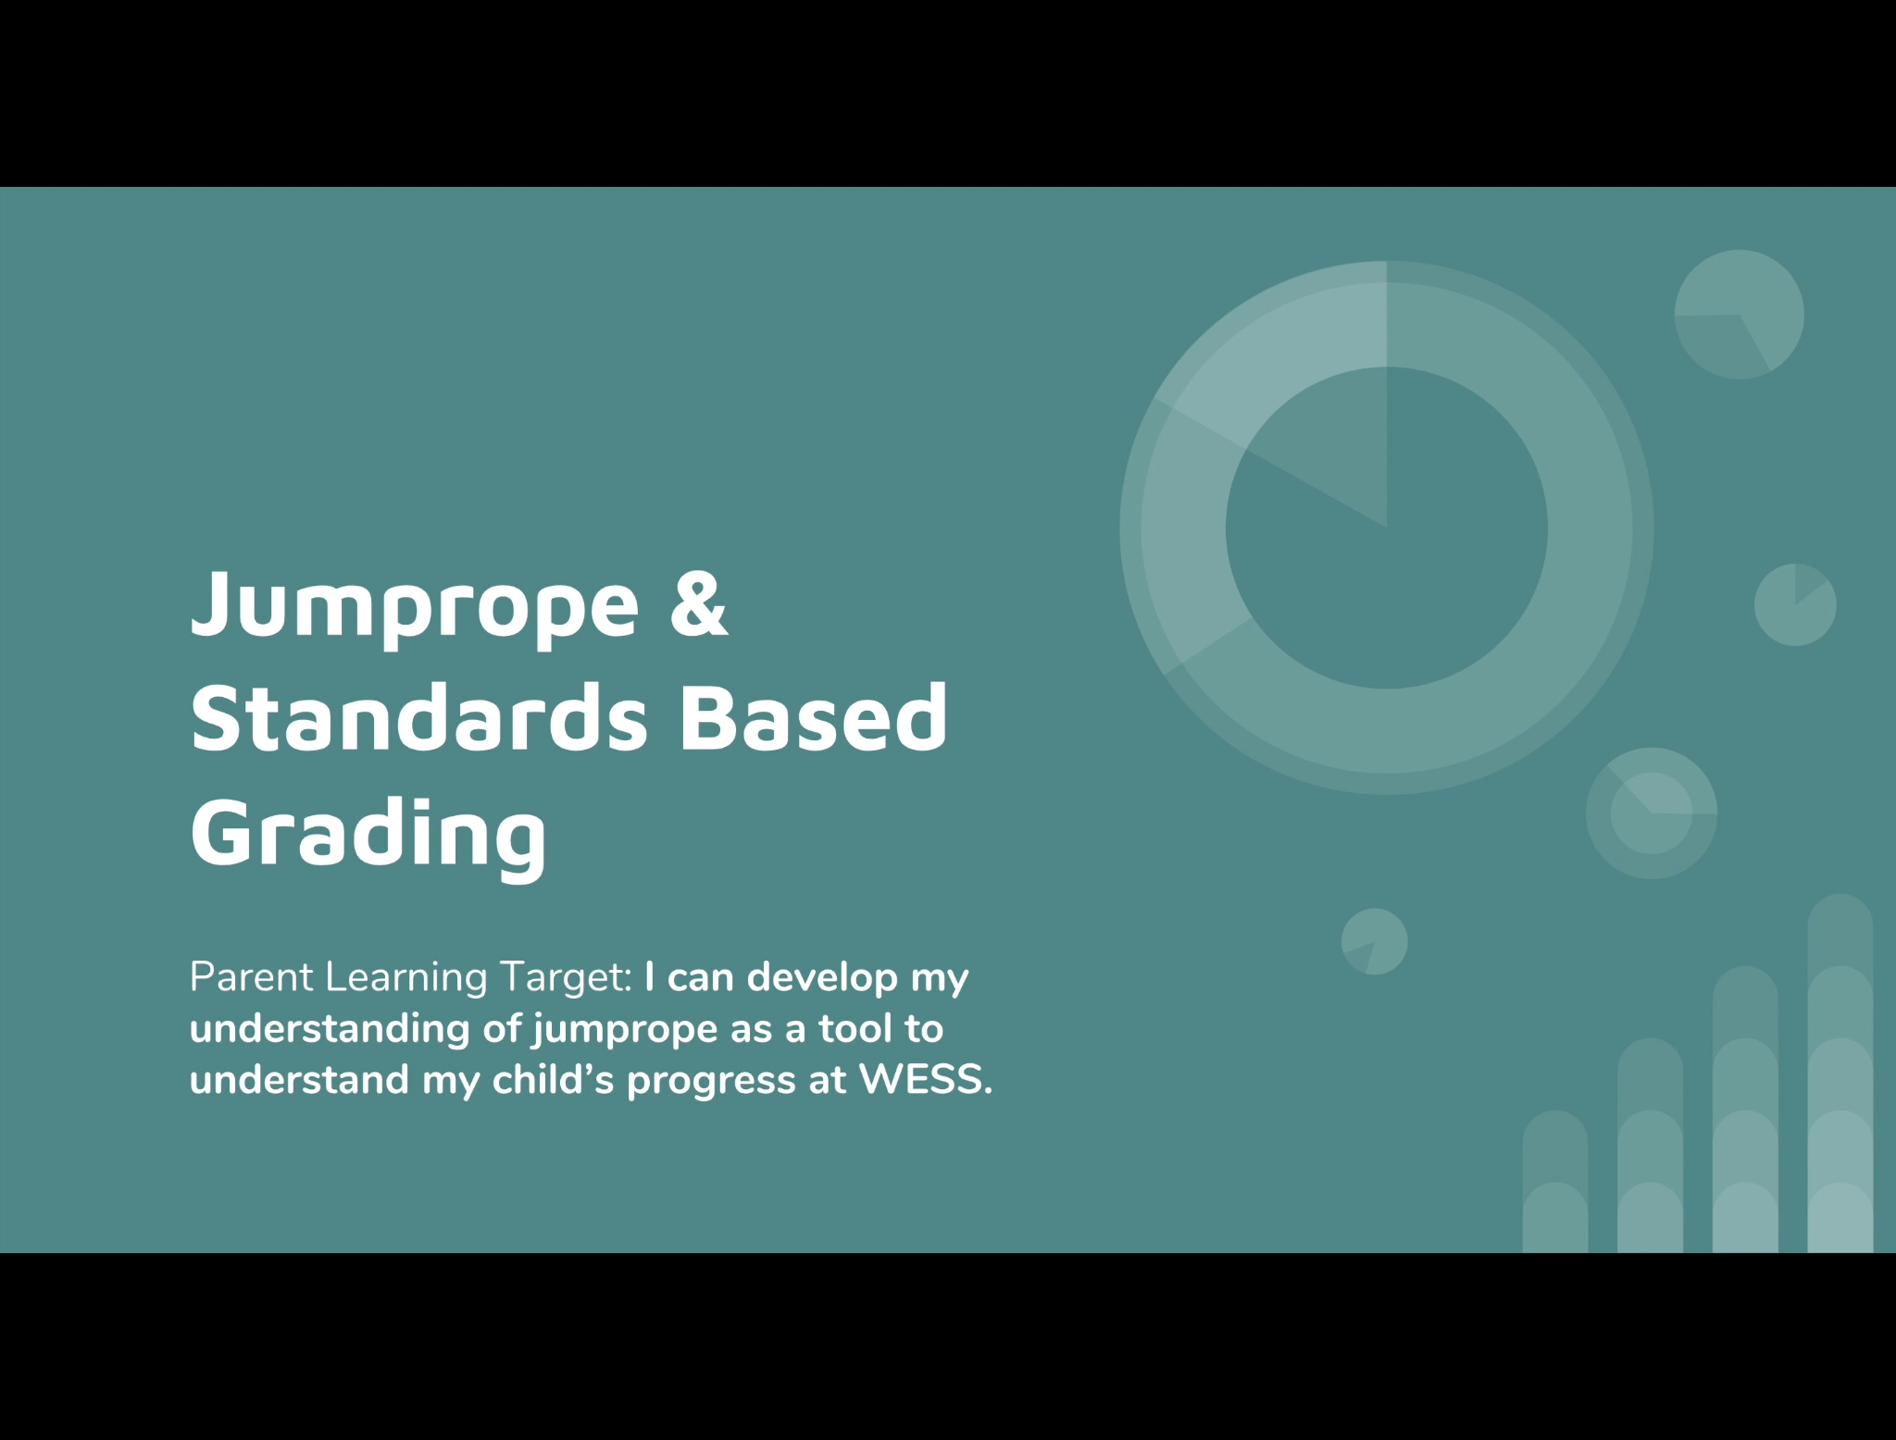 Jumprope &
Standards Based
Grading
Parent Learning Target: I can develop my
understanding of jumprope as a tool to
understand my child’s progress at WESS.